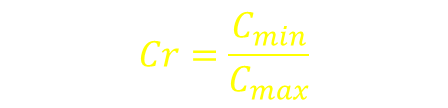 Cr = C_min / C_max